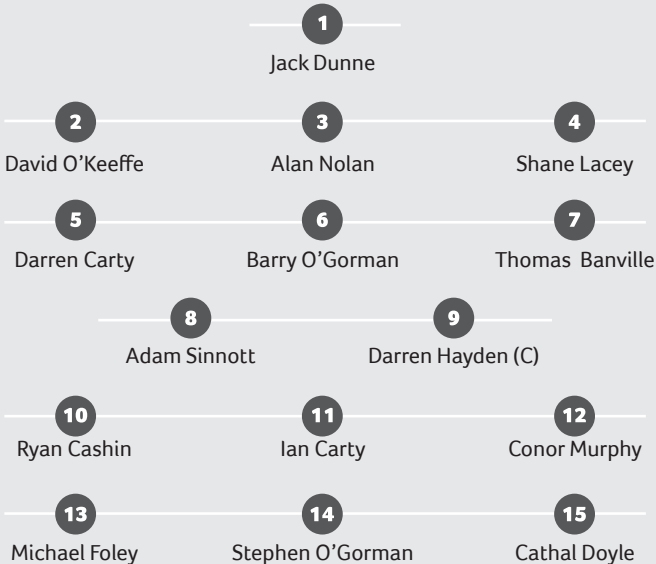 1
Jack Dunne
2 3 4
David O’Keeffe Alan Nolan Shane Lacey
5 6 7
Darren Carty Barry O’Gorman Thomas Banville
8 9
Adam Sinnott Darren Hayden (C)
10 11 12
Ryan Cashin Ian Carty Conor Murphy
13 14 15
Michael Foley Stephen O’Gorman Cathal Doyle